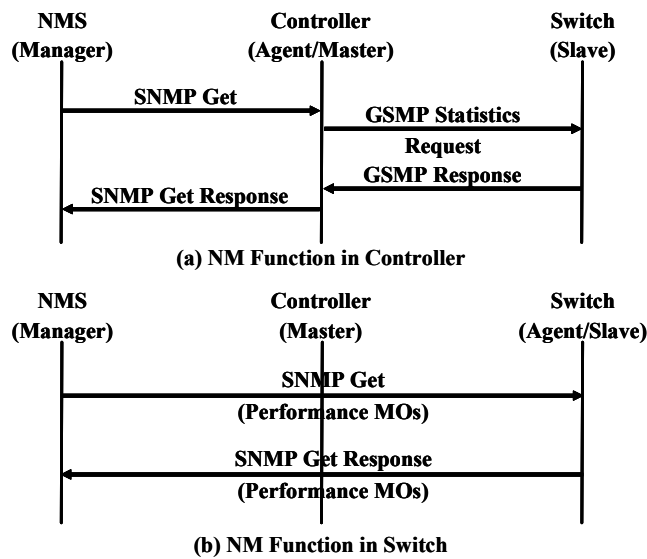 NMS Controller Switch
(Manager) (Agent/Master) (Slave)
SNMP Get
GSMP Statistics
Request
GSMP Response
SNMP Get Response
(a) NM Function in Controller
NMS Controller Switch
(Manager) (Master) (Agent/Slave)
SNMP Get
(Performance MOs)
SNMP Get Response
(Performance MOs)
(b) NM Function in Switch